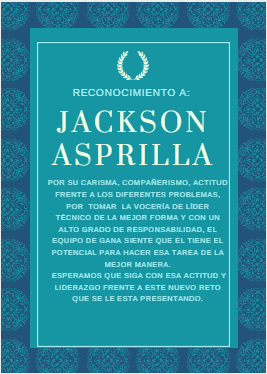 RECONOCIMIENTO A:
JACKSON
ASPRILLA
POR SU CARISMA, COMPAÑERISMO, ACTITUD
FRENTE A LOS DIFERENTES PROBLEMAS,
POR TOMAR LA VOCERÍA DE LÍDER
TÉCNICO DE LA MEJOR FORMA Y CON UN
ALTO GRADO DE RESPONSABILIDAD, EL
EQUIPO DE GANA SIENTE QUE EL TIENE EL
POTENCIAL PARA HACER ESA TAREA DE LA
MEJOR MANERA.
ESPERAMOS QUE SIGA CON ESA ACTITUD Y
LIDERAZGO FRENTE A ESTE NUEVO RETO
QUE SE LE ESTA PRESENTANDO.